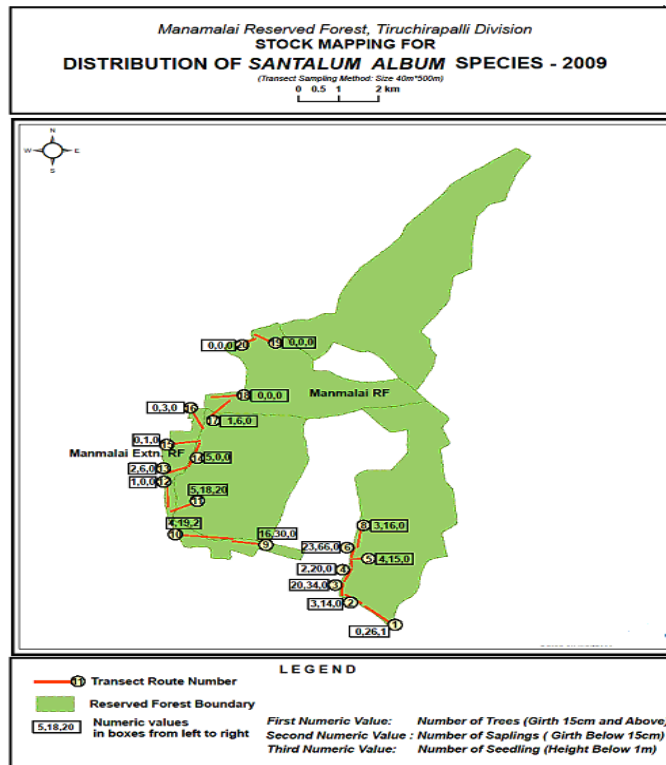 Manamalai Reserved Forest, Tiruchirapalli Division
STOCK MAPPING FOR
DISTRIBUTION OF SANTALUM ALBUM SPECIES - 2009
(Transect Sampling Method: Size 40m*500m)
0 0.5 1 2 km
N
W E
S
0,0,0 20 19 0,0,0
18 0,0,0
Manmalai RF
0,3,0 16
17 1,6,0
0,1,0 15
Manmalai Extn. RF
14 5,0,0
2,6,0 13
1,0,0 12
5,18,20
11
4,19,2
10
16,30,0
9
8 3,16,0
23,66,0 6
5 4,15,0
2,20,0 4
20,34,0 3
3,14,0 2
0,26,1 1
LEGEND
11 Transect Route Number
Reserved Forest Boundary
5,18,20 Numeric values
in boxes from left to right
First Numeric Value: Number of Trees (Girth 15cm and Above)
Second Numeric Value : Number of Saplings ( Girth Below 15cm)
Third Numeric Value: Number of Seedling (Height Below 1m)